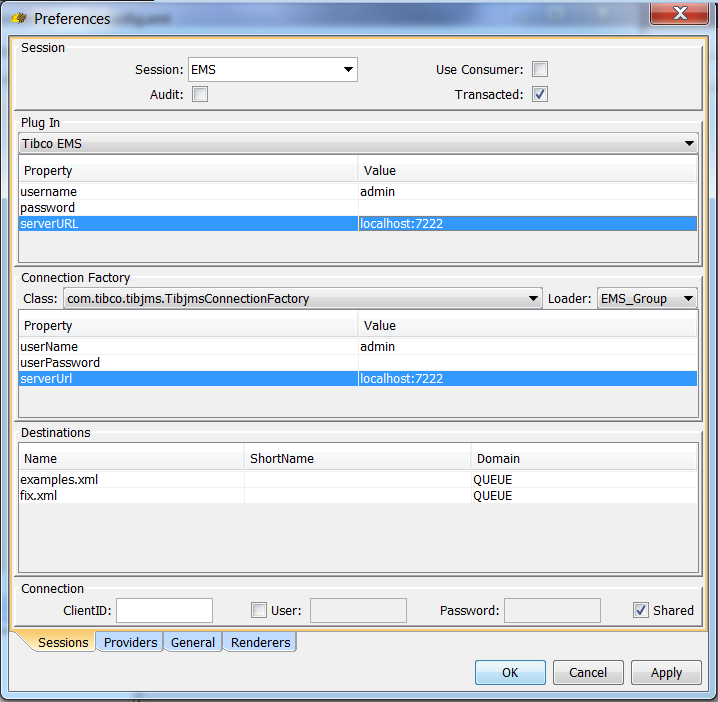 Preferences
Session
Session: EMS Use Consumer:
Audit: Transacted:
Plug In
Tibco EMS
Property Value
username admin
password
serverURL localhost:7222
Connection Factory
Class: com.tibco.tibjms.TibjmsConnectionFactory Loader: EMS_Group
Property Value
userName admin
userPassword
serverUrl localhost:7222
Destinations
Name ShortName Domain
examples.xml QUEUE
fix.xml QUEUE
Connection
ClientID: User: Password: Shared
Sessions Providers General Renderers
OK Cancel Apply